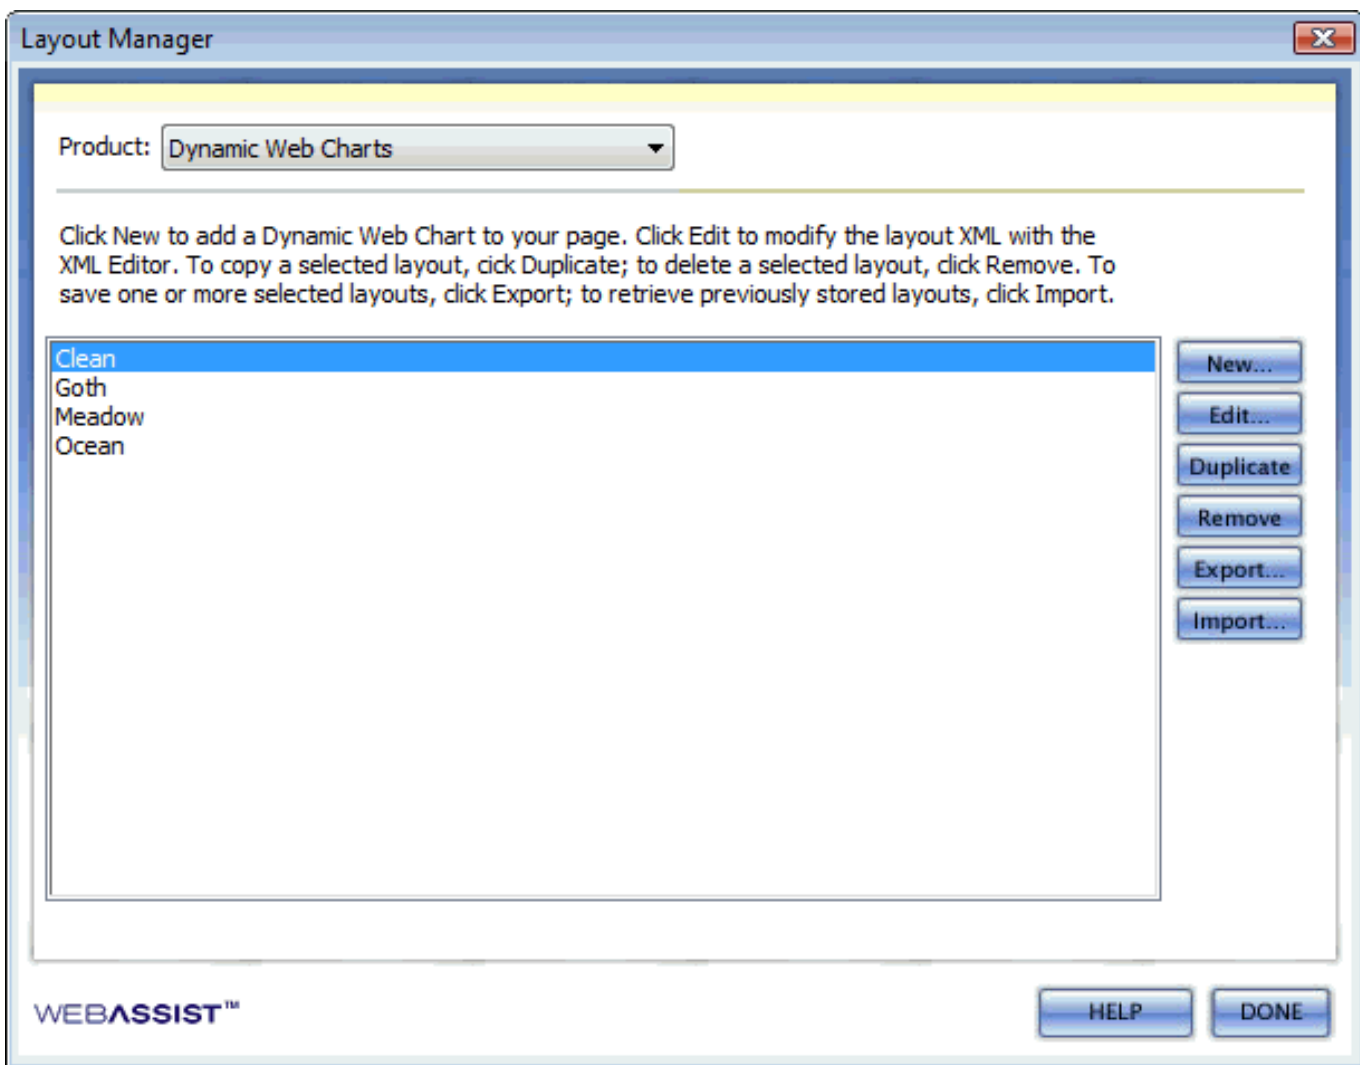 Layout Manager
Product: Dynamic Web Charts
Click New to add a Dynamic Web Chart to your page. Click Edit to modify the layout XML with the
XML Editor. To copy a selected layout, cick Duplicate; to delete a selected layout, click Remove. To
save one or more selected layouts, click Export; to retrieve previously stored layouts, click Import.
Clean
Goth
Meadow
Ocean
New...
Edit...
Duplicate
Remove
Export...
Import...
WEBASSIST™
HELP
DONE